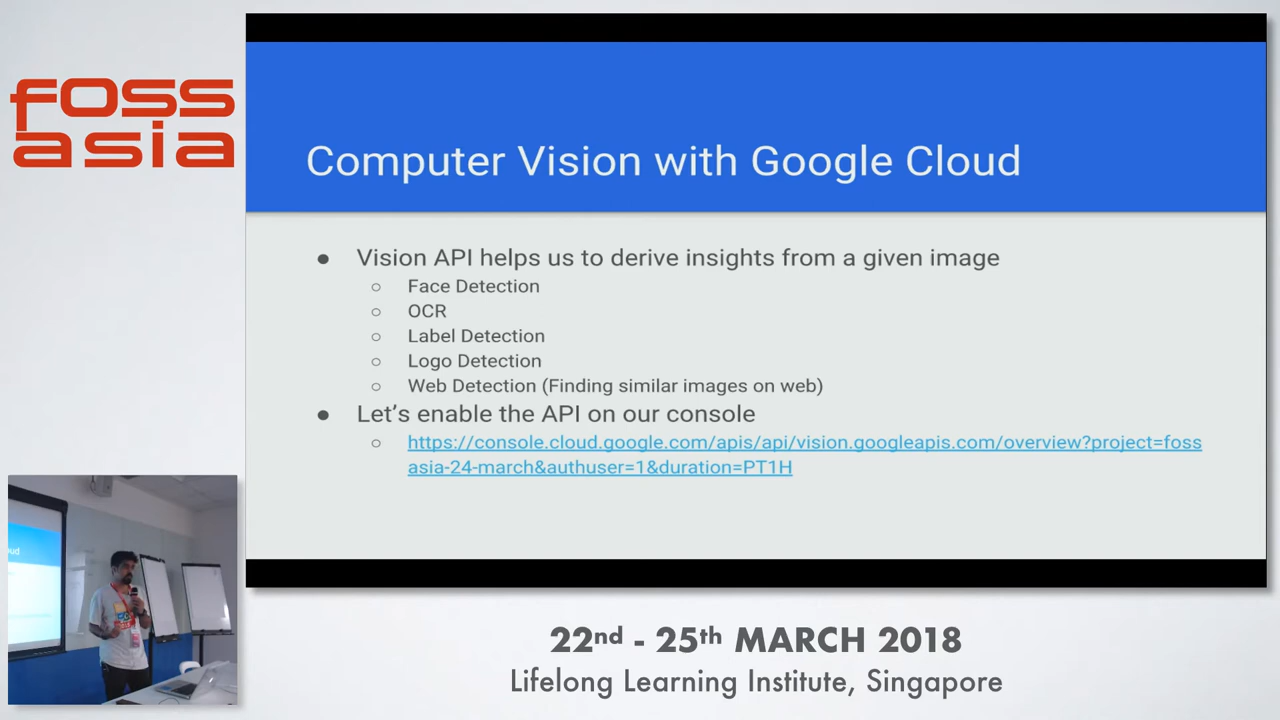 foss
asia
Computer Vision with Google Cloud
● Vision API helps us to derive insights from a given image
○ Face Detection
○ OCR
○ Label Detection
○ Logo Detection
○ Web Detection (Finding similar images on web)
● Let's enable the API on our console
○ https://console.cloud.google.com/apis/api/vision.googleapis.com/overview?project=foss
asia-24-march&authuser=1&duration=PT1H
oud
22nd - 25th MARCH 2018
Lifelong Learning Institute, Singapore